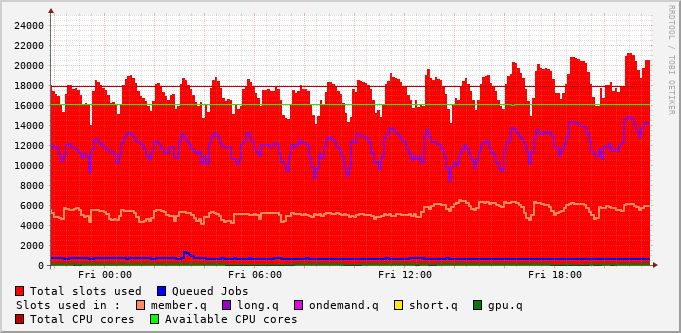 RRDTOOL / TOBI OETIKER
24000
22000
20000
18000
16000
14000
12000
10000
8000
6000
4000
2000
0
Fri 00:00 Fri 06:00 Fri 12:00 Fri 18:00
Total slots used Queued Jobs
Slots used in : member.q long.q ondemand.q short.q gpu.q
Total CPU cores Available CPU cores